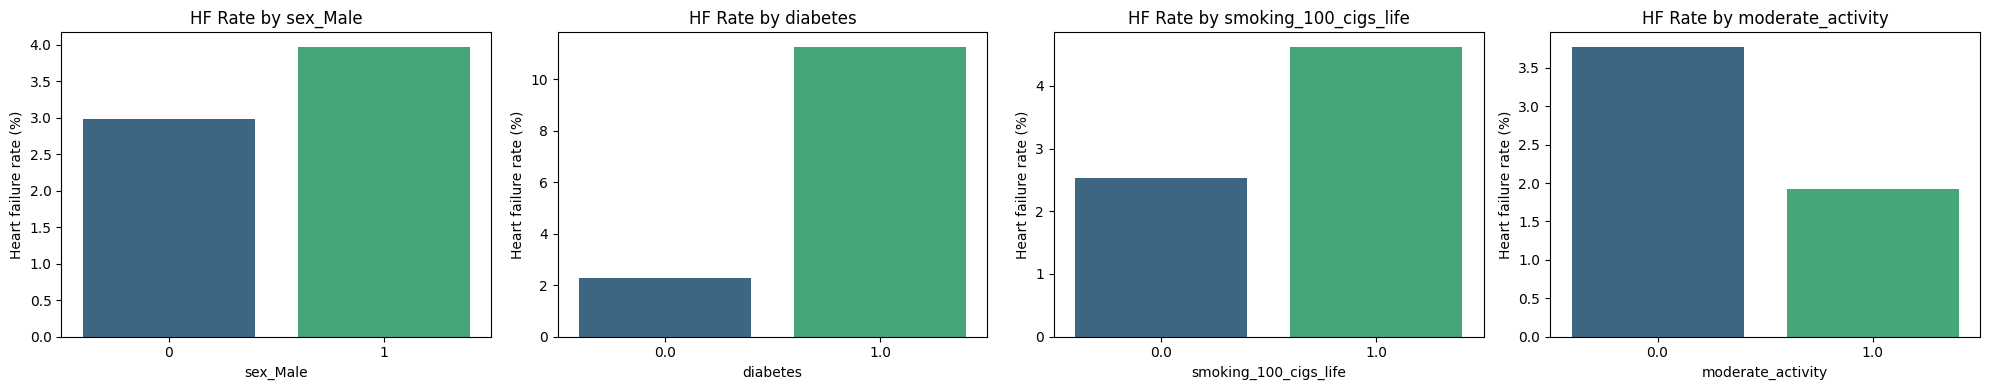 HF Rate by sex_Male
4.0
3.5
3.0
2.5
2.0
1.5
1.0
0.5
0.0
Heart failure rate (%)
0 1
sex_Male
HF Rate by diabetes
10
8
6
4
2
0
Heart failure rate (%)
0.0 1.0
diabetes
HF Rate by smoking_100_cigs_life
4
3
2
1
0
Heart failure rate (%)
0.0 1.0
smoking_100_cigs_life
HF Rate by moderate_activity
3.5
3.0
2.5
2.0
1.5
1.0
0.5
0.0
Heart failure rate (%)
0.0 1.0
moderate_activity